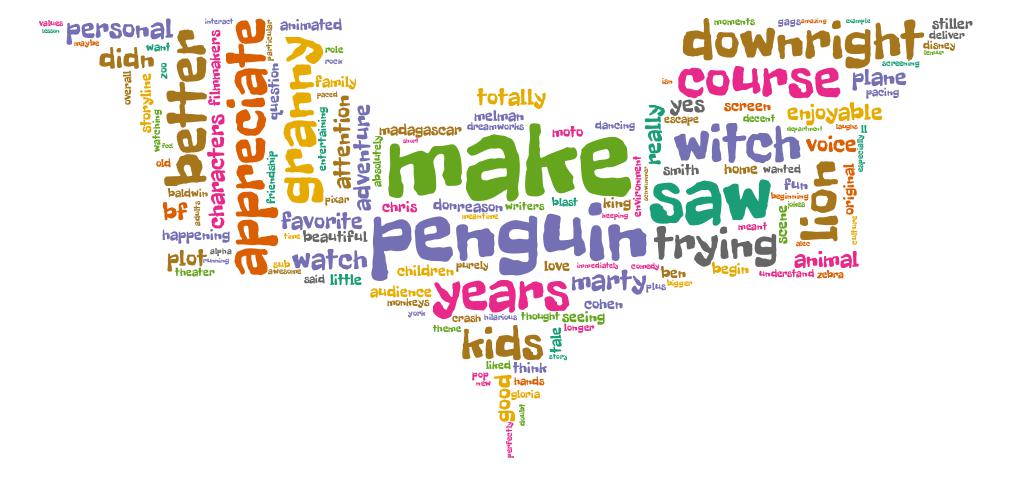 values
lesson
personal
maybe
didn
want
overall
storyline
zoo
watching
feel
old
better
baldwin
adults
bf
happening
plot
alpha
running
theater
interact
filmmakers
characters
appreciate
particular
animated
question
friendship
granny
role
rock
family
paced
entertaining
attention
pixar
adventure
favorite
time
beautiful
sub
awesome
watch
said
little
totally
melman
dreamworks
madagascar
short
absolutely
moto
dancing
make
environment
chris
donreason
meantime
writers
blast
king
keeping
penguin
children
purely
love
immediately
comedy
audience
monkeys
york
years
marty
plus
ben
bigger
cohen
crash
hilarious
thought
seeing
longer
theme
kids
tale
story
liked
think
pop
new
hands
good
gloria
doubt
perfectly
moments
gags
amazing
example
stiller
deliver
disney
screening
downright
isn
course
plane
pacing
yes
escape
screen
decent
enjoyable
department
laughs
ll
especially
really
witch
voice
smith
home
wanted
saw
fun
beginning
jokes
lion
original
culture
meant
scene
alec
trying
begin
understand
animal
zebra